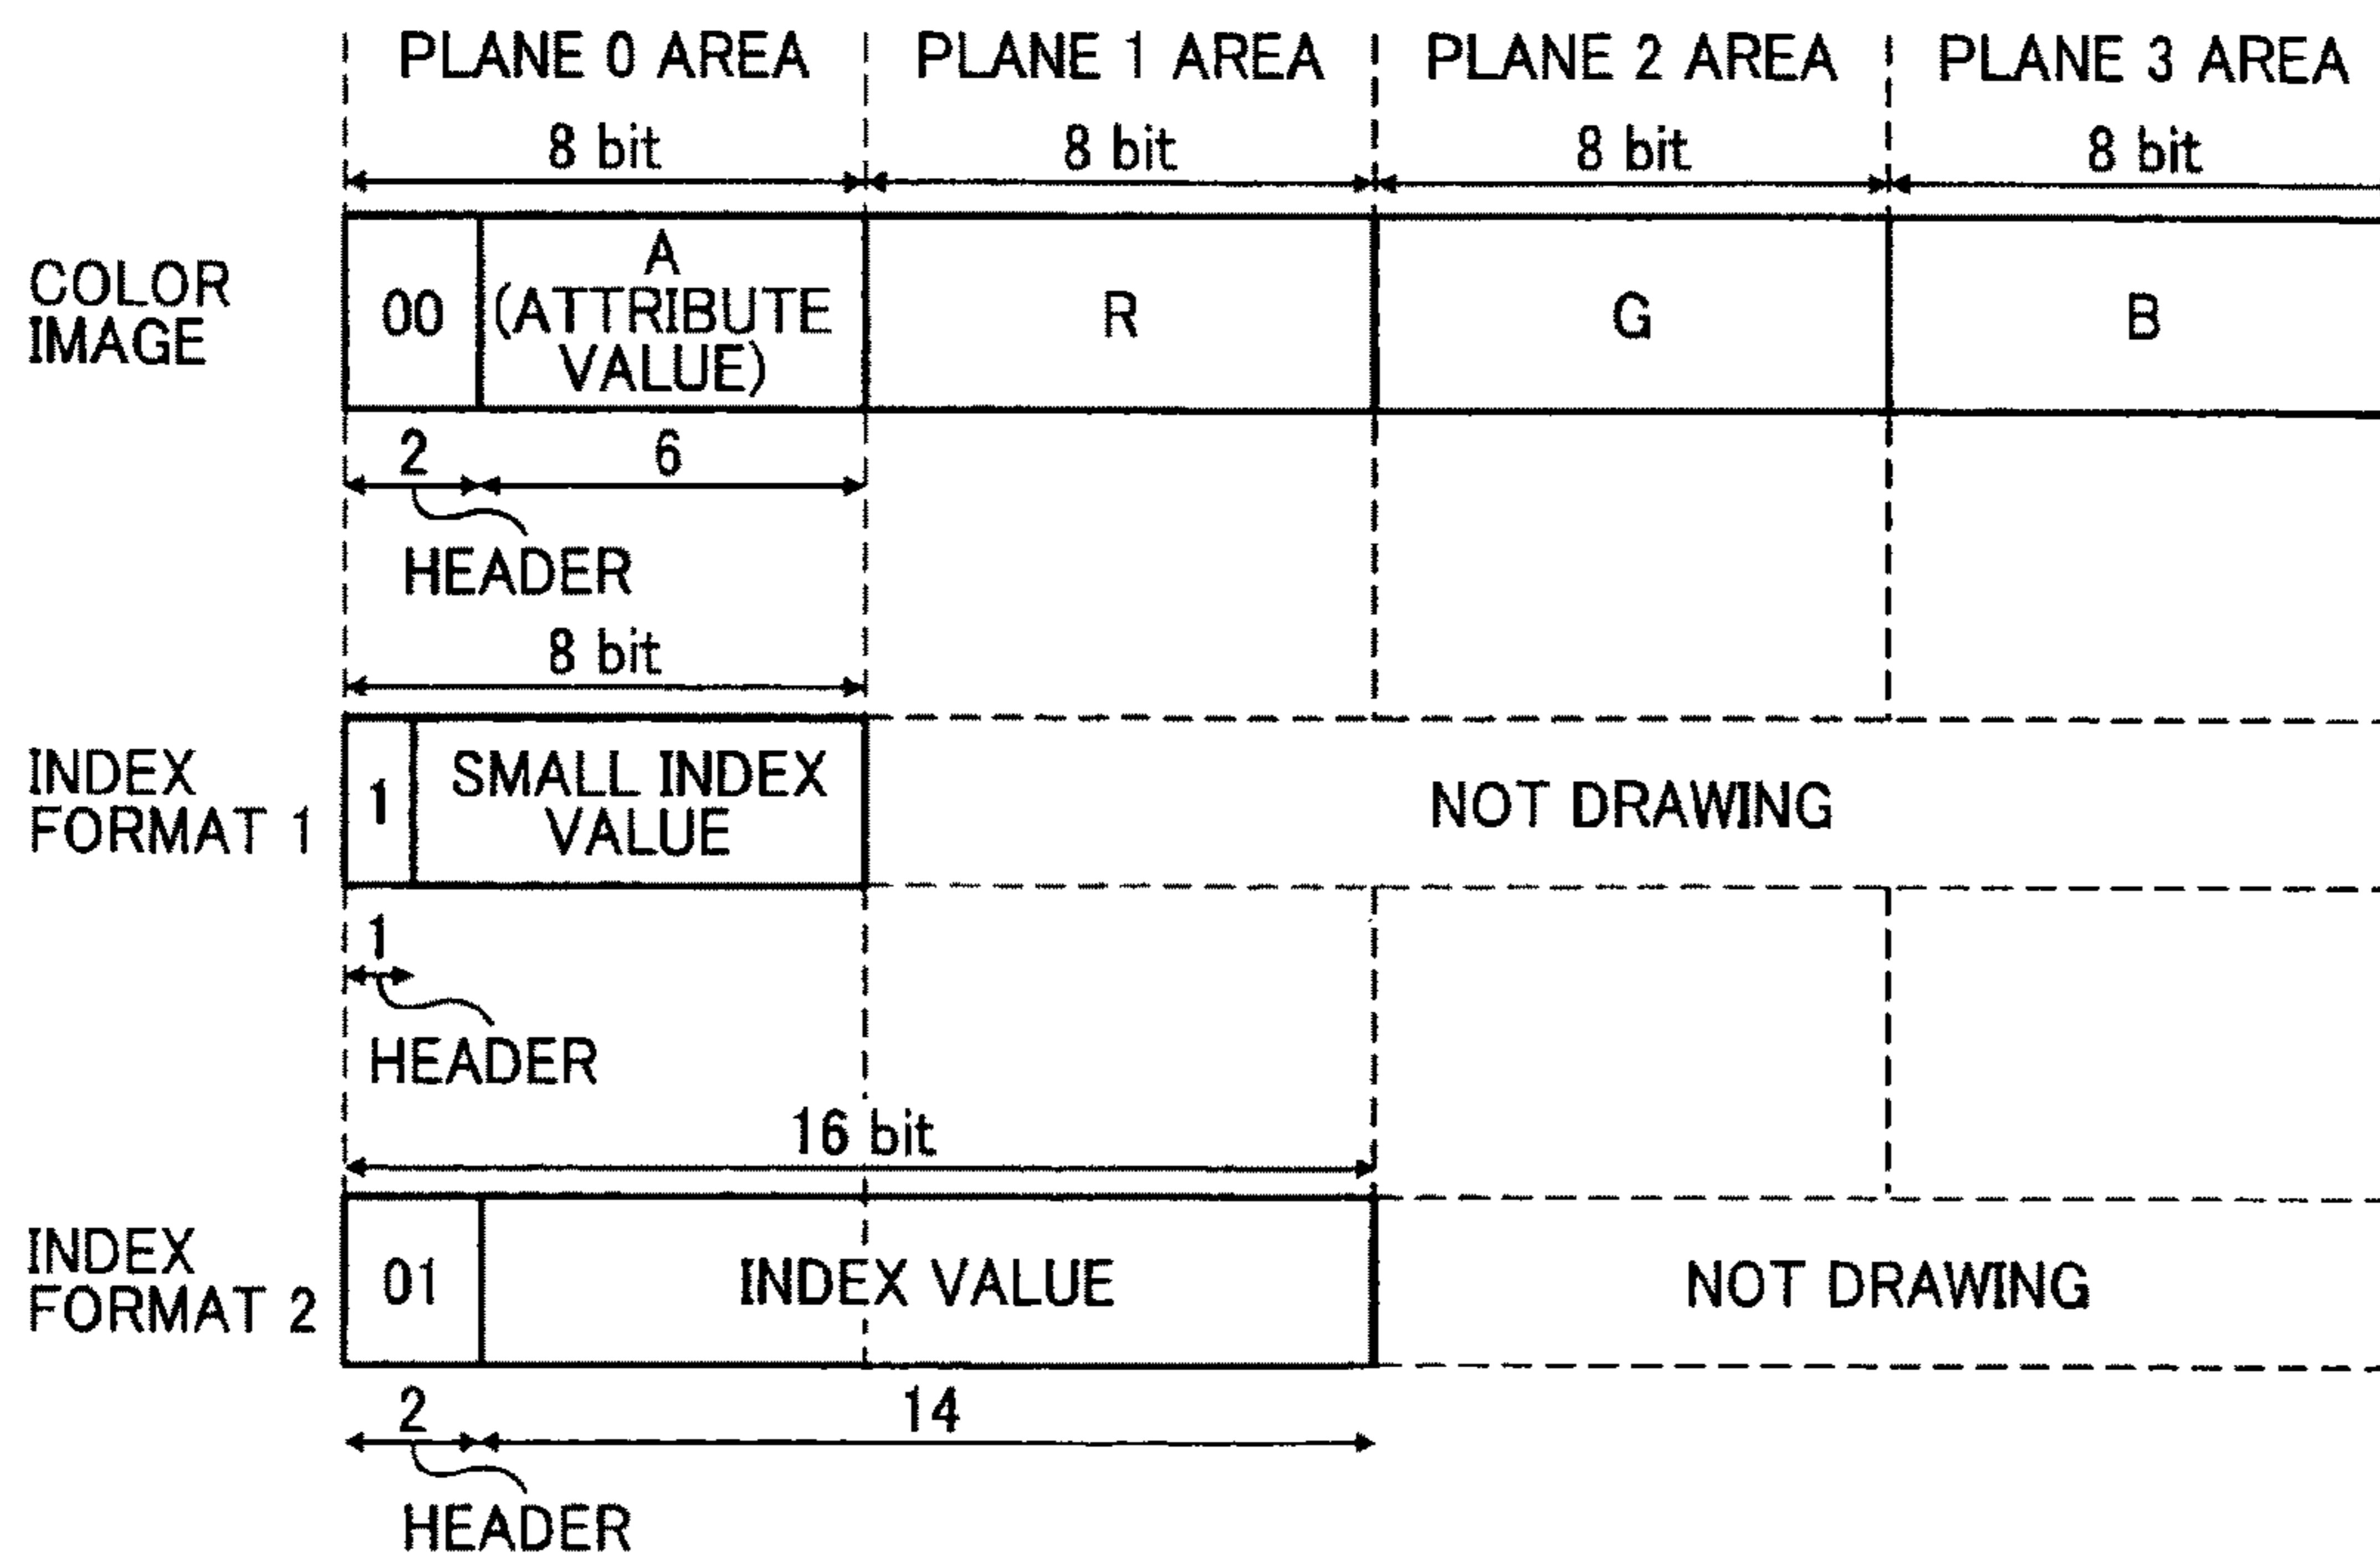 PLANE 0 AREA PLANE 1 AREA PLANE 2 AREA PLANE 3 AREA
8 bit 8 bit 8 bit 8 bit
COLOR
IMAGE
00
A
(ATTRIBUTE
VALUE)
R
G
B
2 6
HEADER
8 bit
INDEX
FORMAT 1
1
SMALL INDEX
VALUE
NOT DRAWING
1
HEADER
16 bit
INDEX
FORMAT 2
01
INDEX VALUE
NOT DRAWING
2 14
HEADER